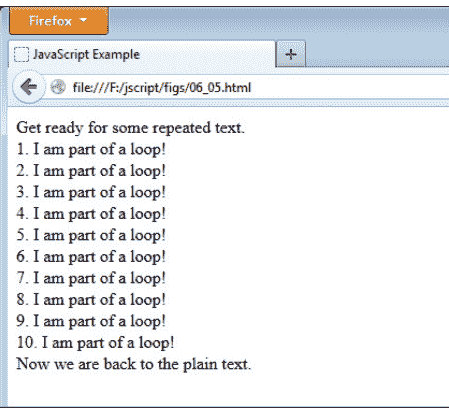 Firefox
JavaScript Example
file:///F:/jscript/figs/06_05.html
Get ready for some repeated text.
1. I am part of a loop!
2. I am part of a loop!
3. I am part of a loop!
4. I am part of a loop!
5. I am part of a loop!
6. I am part of a loop!
7. I am part of a loop!
8. I am part of a loop!
9. I am part of a loop!
10. I am part of a loop!
Now we are back to the plain text.